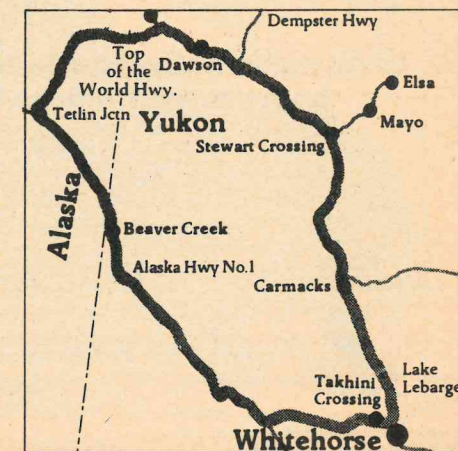 Dempster Hwy
Top
of the
World Hwy.
Dawson
Elsa
Tetlin Jctn
Yukon
Mayo
Stewart Crossing
Alaska
Beaver Creek
Alaska Hwy No.1
Carmacks
Lake
Lebarge
Takhini
Crossing
Whitehorse